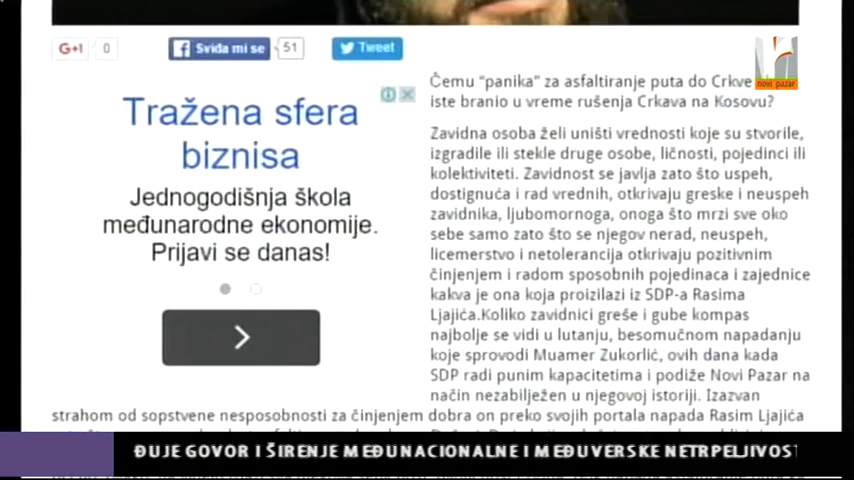 G+1
0
Sviđa mi se
51
Tweet
novi pazar
Tražena sfera
biznisa
Jednogodišnja škola
međunarodne ekonomije.
Prijavi se danas!
Čemu “panika” za asfaltiranje puta do Crkve
iste branio u vreme rušenja Crkava na Kosovu?
Zavidna osoba želi uništi vrednosti koje su stvorile,
izgradile ili stekle druge osobe, ličnosti, pojedinci ili
kolektiviteti. Zavidnost se javlja zato što uspeh,
dostignuća i rad vrednih, otkrivaju greske i neuspeh
zavidnika, ljubomornoga, onoga što mrzi sve oko
sebe samo zato što se njegov nerad, neuspeh,
licemerstvo i netolerancija otkrivaju pozitivnim
činjenjem i radom sposobnih pojedinaca i zajednice
kakva je ona koja proizilazi iz SDP-a Rasima
Ljajića.Koliko zavidnici greše i gube kompas
najbolje se vidi u lutanju, besomučnom napadanju
koje sprovodi Muamer Zukorlić, ovih dana kada
SDP radi punim kapacitetima i podiže Novi Pazar na
način nezabilježen u njegovoj istoriji. Izazvan
strahom od sopstvene nesposobnosti za činjenjem dobra on preko svojih portala napada Rasim Ljajića
ĐUJE GOVOR I ŠIRENJE MEĐUNACIONALNE I MEĐUVERSKE NETRPELJIVOS